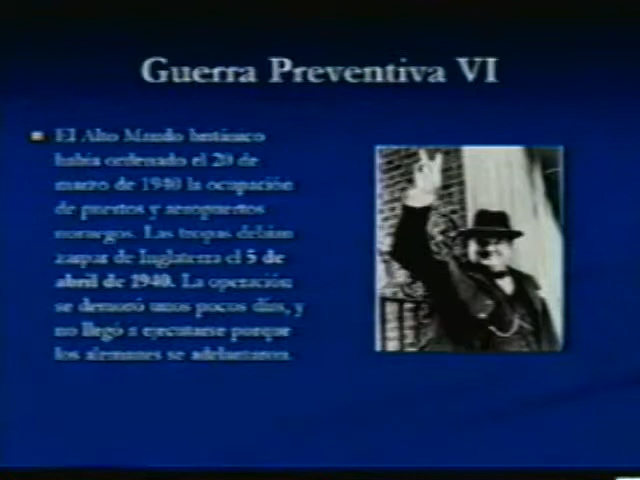 Guerra Preventiva VI
El Alto Mando británico
había ordenado el 20 de
marzo de 1940 la ocupación
de puertos y aeropuertos
noruegos. Las tropas debían
zarpar de Inglaterra el 5 de
abril de 1940. La operación
se demoró unos pocos días, y
no llegó a ejecutarse porque
los alemanes se adelantaron.